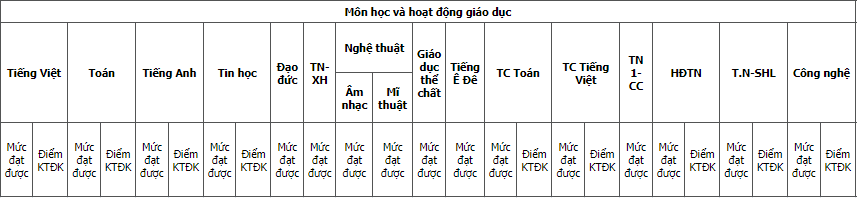 Môn học và hoạt động giáo dục
Tiếng Việt Toán Tiếng Anh Tin học Đạo đức TN-XH Nghệ thuật Giáo dục thể chất Tiếng Ê Đê TC Toán TC Tiếng Việt TN 1-CC HĐTN T.N-SHL Công nghệ
Âm nhạc Mĩ thuật
Mức đạt được Điểm KTĐK Mức đạt được Điểm KTĐK Mức đạt được Điểm KTĐK Mức đạt được Điểm KTĐK Mức đạt được Mức đạt được Mức đạt được Mức đạt được Mức đạt được Mức đạt được Mức đạt được Điểm KTĐK Mức đạt được Điểm KTĐK Mức đạt được Mức đạt được Điểm KTĐK Mức đạt được Điểm KTĐK Mức đạt được Điểm KTĐK